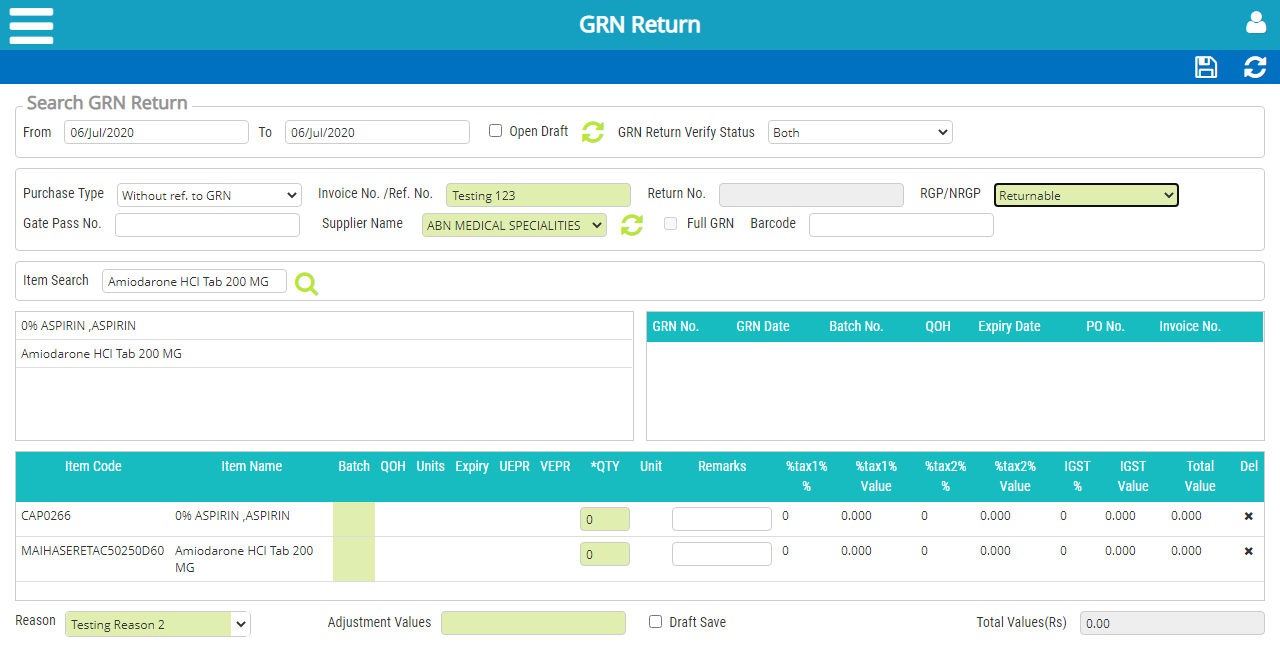 GRN Return
Search GRN Return
From 06/Jul/2020 To 06/Jul/2020 Open Draft GRN Return Verify Status Both
Purchase Type Without ref. to GRN Invoice No. /Ref. No. Testing 123 Return No. RGP/NRGP Returnable
Gate Pass No. Supplier Name ABN MEDICAL SPECIALITIES Full GRN Barcode
Item Search Amiodarone HCl Tab 200 MG
0% ASPIRIN ,ASPIRIN
Amiodarone HCl Tab 200 MG
GRN No. GRN Date Batch No. QOH Expiry Date PO No. Invoice No.
Item Code Item Name Batch QOH Units Expiry UEPR VEPR *QTY Unit Remarks %tax1% %tax1% %tax2% %tax2% IGST IGST Total Del
% Value % Value % Value Value
CAP0266 0% ASPIRIN ,ASPIRIN 0 0 0.000 0 0.000 0 0.000 0.000
MAIHASERETAC50250D60 Amiodarone HCl Tab 200 0 0 0.000 0 0.000 0 0.000 0.000
MG
Reason Testing Reason 2 Adjustment Values Draft Save Total Values(Rs) 0.00